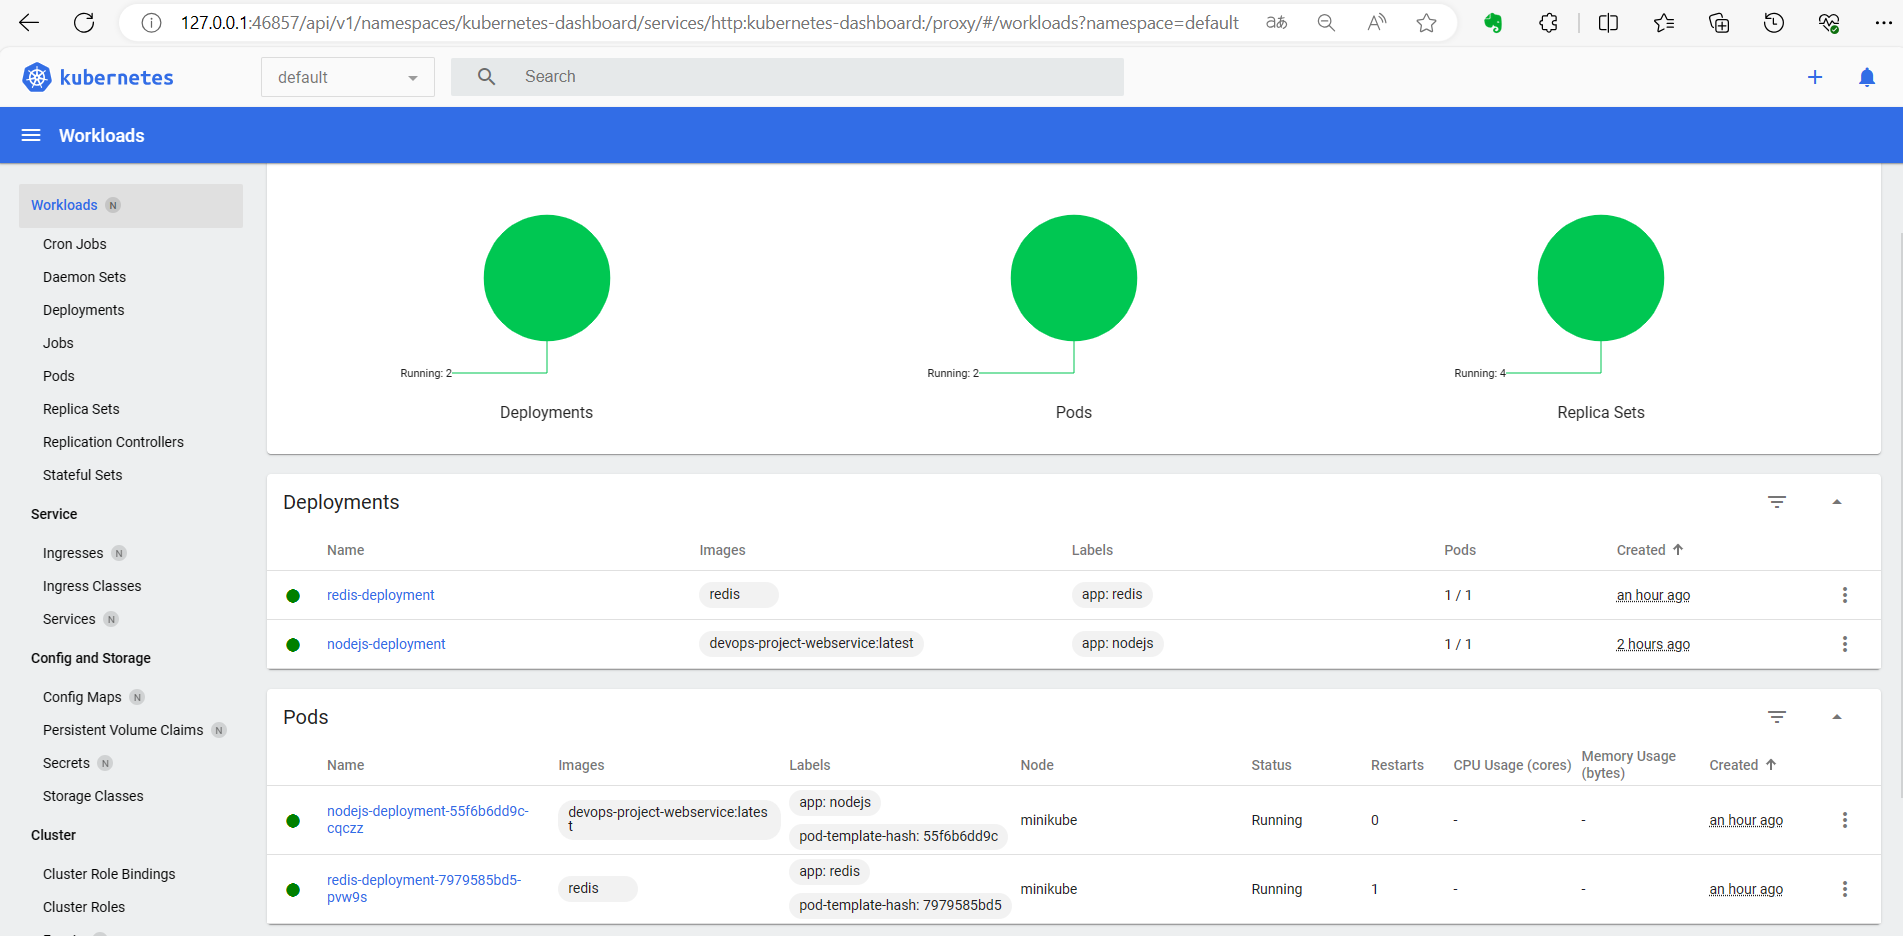 127.0.0.1:46857/api/v1/namespaces/kubernetes-dashboard/services/http:kubernetes-dashboard:/proxy/#/workloads?namespace=default
kubernetes
default
Search
Workloads
Workloads N
Cron Jobs
Daemon Sets
Deployments
Jobs
Pods
Replica Sets
Replication Controllers
Stateful Sets
Service
Ingresses N
Ingress Classes
Services N
Config and Storage
Config Maps N
Persistent Volume Claims N
Secrets N
Storage Classes
Cluster
Cluster Role Bindings
Cluster Roles
Running: 2
Deployments
Running: 2
Pods
Running: 4
Replica Sets
Deployments
Name Images Labels Pods Created
redis-deployment redis app: redis 1 / 1 an hour ago
nodejs-deployment devops-project-webservice:latest app: nodejs 1 / 1 2 hours ago
Pods
Name Images Labels Node Status Restarts CPU Usage (cores) Memory Usage (bytes) Created
nodejs-deployment-55f6b6dd9c-
cqczz
devops-project-webservice:lates
t
app: nodejs
pod-template-hash: 55f6b6dd9c
minikube Running 0 - - an hour ago
redis-deployment-7979585bd5-
pvw9s
redis
app: redis
pod-template-hash: 7979585bd5
minikube Running 1 - - an hour ago